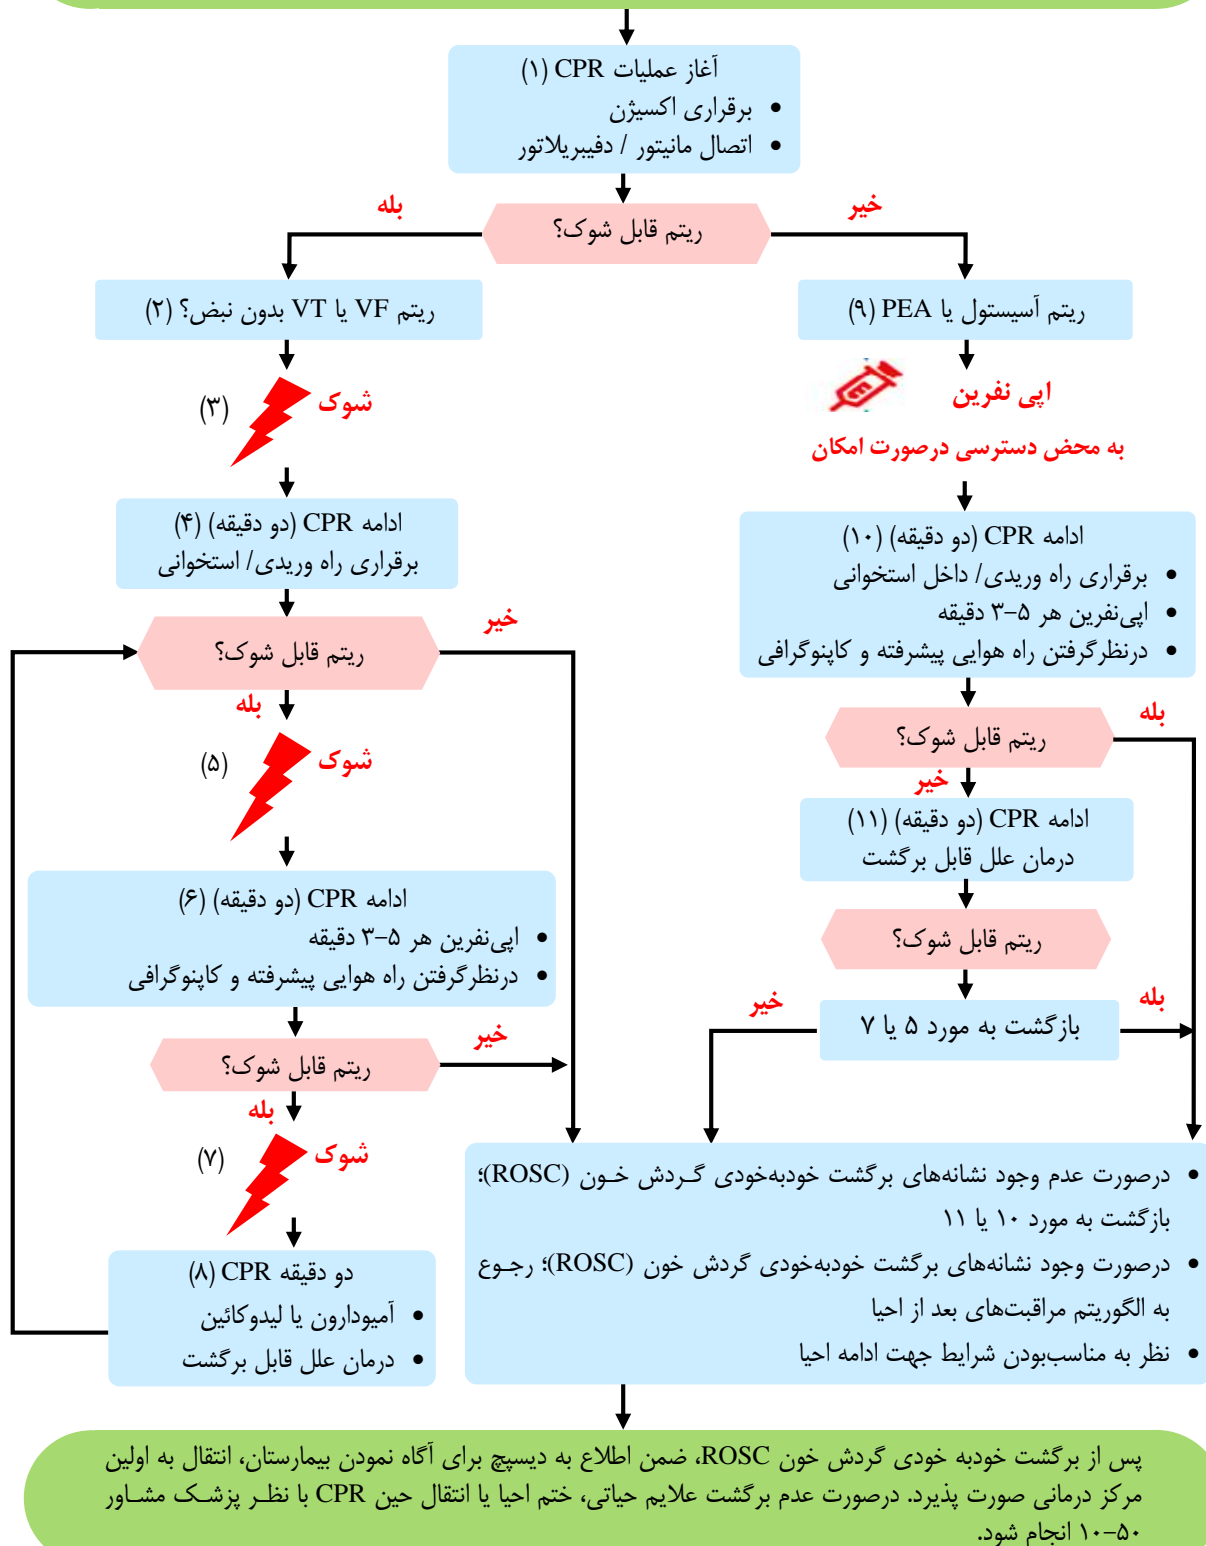 آغاز عملیات CPR (۱)
• برقراری اکسیژن
• اتصال مانیتور / دفیبریلاتور
بله
خیر
ریتم قابل شوک؟
ریتم VF یا VT بدون نبض؟ (۲)
شوک
(۳)
ادامه CPR (دو دقیقه) (۴)
برقراری راه وریدی/ استخوانی
ریتم قابل شوک؟
خیر
بله
شوک
(۵)
ادامه CPR (دو دقیقه) (۶)
• اپی‌نفرین هر ۵–۳ دقیقه
• درنظرگرفتن راه هوایی پیشرفته و کاپنوگرافی
ریتم قابل شوک؟
خیر
بله
شوک
(۷)
دو دقیقه CPR (۸)
• آمیودارون یا لیدوکائین
• درمان علل قابل برگشت
ریتم آسیستول یا PEA (۹)
اپی نفرین
به محض دسترسی درصورت امکان
ادامه CPR (دو دقیقه) (۱۰)
• برقراری راه وریدی/ داخل استخوانی
• اپی‌نفرین هر ۵–۳ دقیقه
• درنظرگرفتن راه هوایی پیشرفته و کاپنوگرافی
ریتم قابل شوک؟
بله
خیر
ادامه CPR (دو دقیقه) (۱۱)
درمان علل قابل برگشت
ریتم قابل شوک؟
خیر
بله
بازگشت به مورد ۵ یا ۷
• درصورت عدم وجود نشانه‌های برگشت خودبه‌خودی گـردش خـون (ROSC)؛
بازگشت به مورد ۱۰ یا ۱۱
• درصورت وجود نشانه‌های برگشت خودبه‌خودی گردش خون (ROSC)؛ رجـوع
به الگوریتم مراقبت‌های بعد از احیا
• نظر به مناسب‌بودن شرایط جهت ادامه احیا
پس از برگشت خودبه خودی گردش خون ROSC، ضمن اطلاع به دیسپچ برای آگاه نمودن بیمارستان، انتقال به اولین
مرکز درمانی صورت پذیرد. درصورت عدم برگشت علایم حیاتی، ختم احیا یا انتقال حین CPR با نظـر پزشـک مشـاور
۱۰–۵۰ انجام شود.